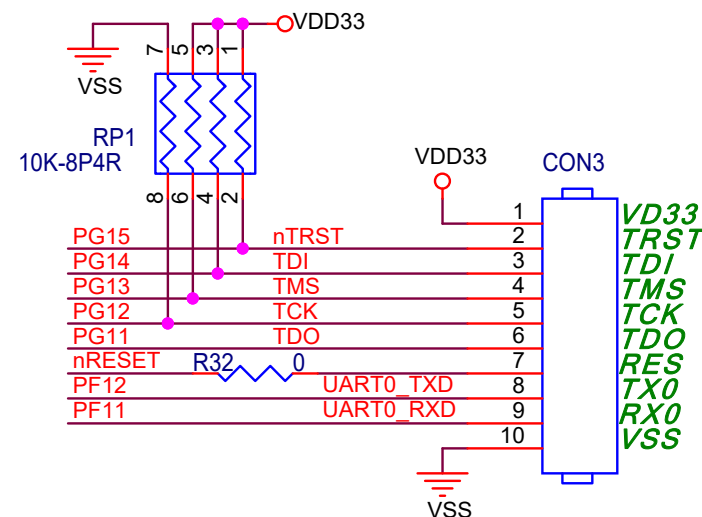 VDD33
7 5 3 1
VSS
RP1
10K-8P4R
8 6 4 2
VDD33
CON3
PG15 nTRST 1 VD33
PG14 TDI 2 TRST
PG13 TMS 3 TDI
PG12 TCK 4 TMS
PG11 TDO 5 TCK
nRESET R32 0 6 TDO
PF12 UART0_TXD 7 RES
PF11 UART0_RXD 8 TX0
9 RX0
10 VSS
VSS